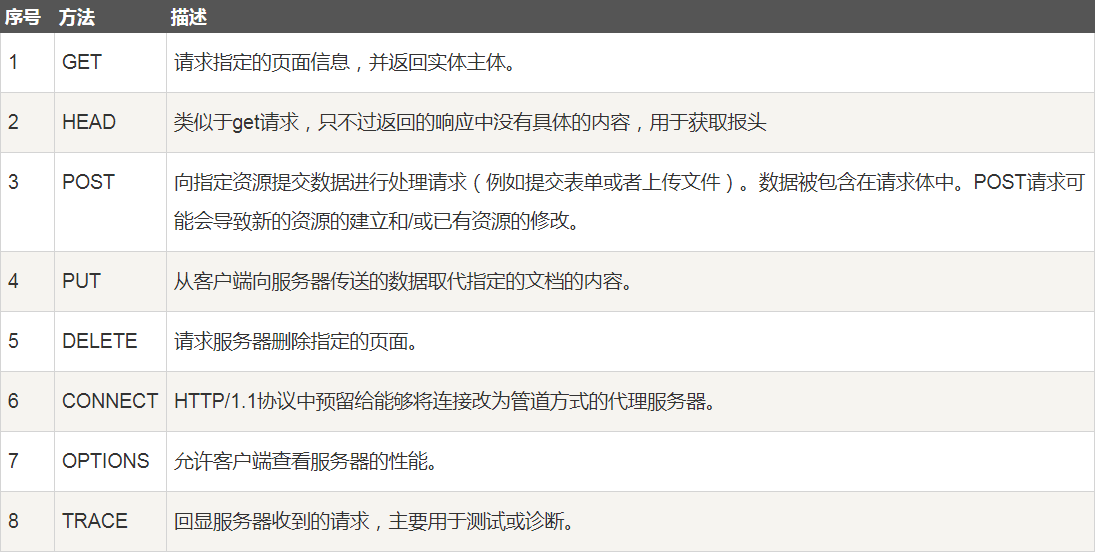 序号 方法 描述
1 GET 请求指定的页面信息，并返回实体主体。
2 HEAD 类似于get请求，只不过返回的响应中没有具体的内容，用于获取报头
3 POST 向指定资源提交数据进行处理请求（例如提交表单或者上传文件）。数据被包含在请求体中。POST请求可
能会导致新的资源的建立和/或已有资源的修改。
4 PUT 从客户端向服务器传送的数据取代指定的文档的内容。
5 DELETE 请求服务器删除指定的页面。
6 CONNECT HTTP/1.1协议中预留给能够将连接改为管道方式的代理服务器。
7 OPTIONS 允许客户端查看服务器的性能。
8 TRACE 回显服务器收到的请求，主要用于测试或诊断。